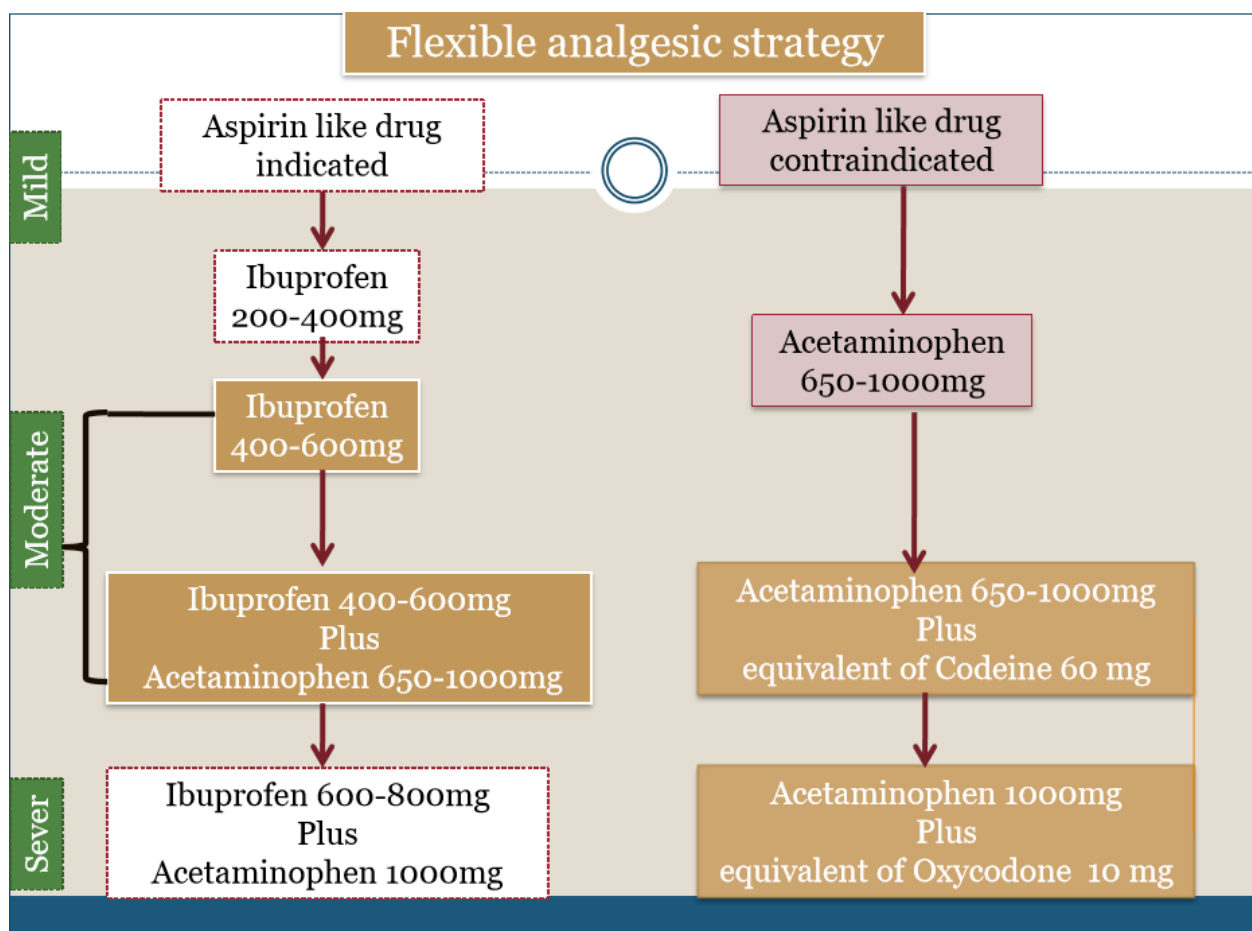 Flexible analgesic strategy
Mild
Aspirin like drug
indicated
Ibuprofen
200-400mg
Moderate
Ibuprofen
400-600mg
Ibuprofen 400-600mg
Plus
Acetaminophen 650-1000mg
Sever
Ibuprofen 600-800mg
Plus
Acetaminophen 1000mg
Aspirin like drug
contraindicated
Acetaminophen
650-1000mg
Acetaminophen 650-1000mg
Plus
equivalent of Codeine 60 mg
Acetaminophen 1000mg
Plus
equivalent of Oxycodone 10 mg